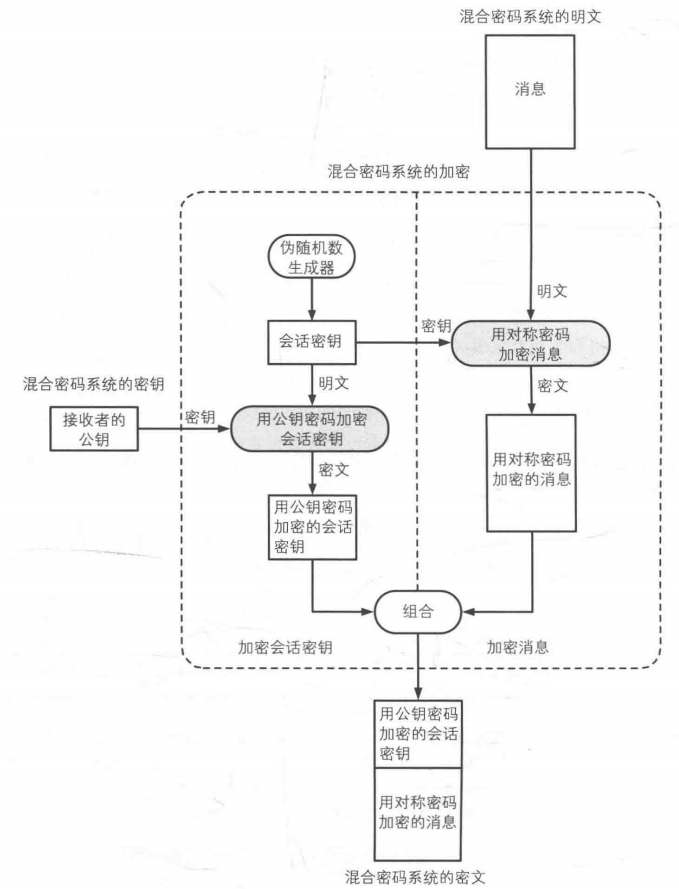 混合密码系统的明文
消息
混合密码系统的加密
伪随机数
生成器
明文
会话密钥
密钥
用对称密码
加密消息
混合密码系统的密钥
明文
密文
接收者的
公钥
密钥
用公钥密码加密
会话密钥
用对称密码
加密的消息
密文
用公钥密码
加密的会话
密钥
组合
加密会话密钥
加密消息
用公钥密码
加密的会话
密钥
用对称密码
加密的消息
混合密码系统的密文